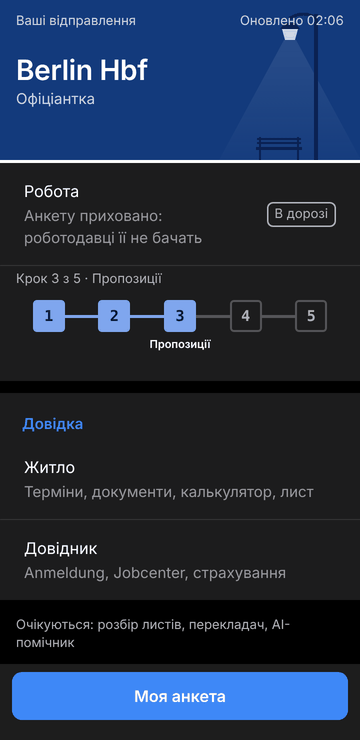 Ваші відправлення
Оновлено 02:06
Berlin Hbf
Офіціантка
Робота
Анкету приховано:
роботодавці її не бачать
В дорозі
Крок 3 з 5 · Пропозиції
1 2 3 4 5
Пропозиції
Довідка
Житло
Терміни, документи, калькулятор, лист
Довідник
Anmeldung, Jobcenter, страхування
Очікуються: розбір листів, перекладач, AI-
помічник
Моя анкета